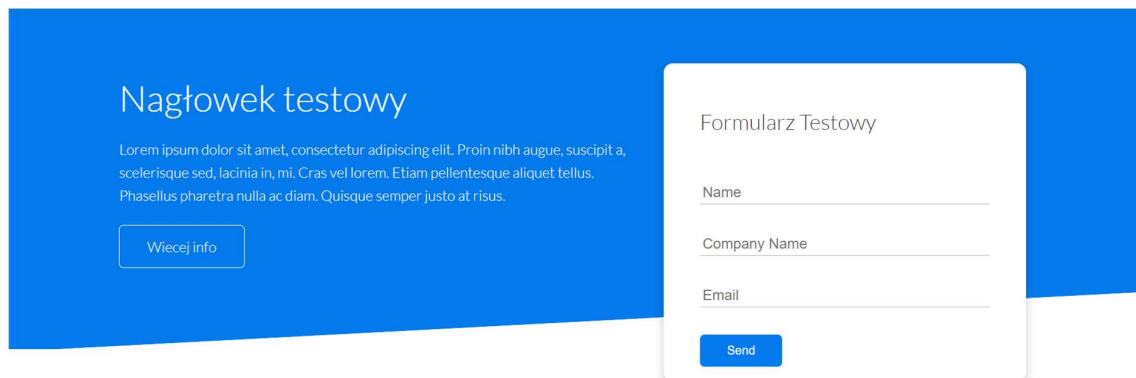 Nagłowek testowy
Lorem ipsum dolor sit amet, consectetur adipiscing elit. Proin nibh augue, suscipit a,
scelerisque sed, lacinia in, mi. Cras vel lorem. Etiam pellentesque aliquet tellus.
Phasellus pharetra nulla ac diam. Quisque semper justo at risus.
Wiecej info
Formularz Testowy
Name
Company Name
Email
Send